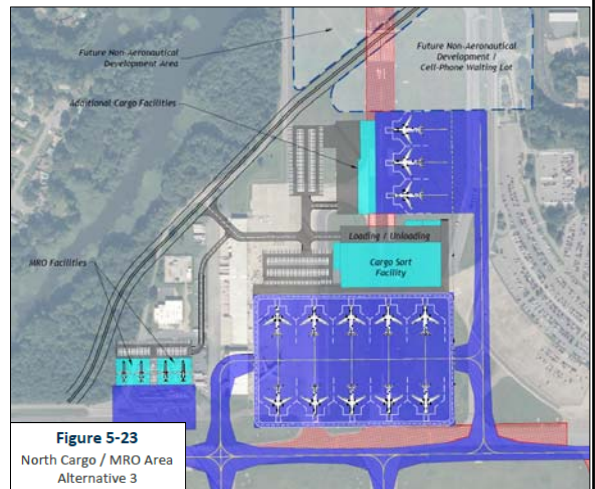 Future Non-Aeronautical
Development Area
Future Non-Aeronautical
Development /
Cell-Phone Waiting Lot
Additional Cargo Facilities
Loading / Unloading
Cargo Sort
Facility
MRO Facilities
Figure 5-23
North Cargo / MRO Area
Alternative 3